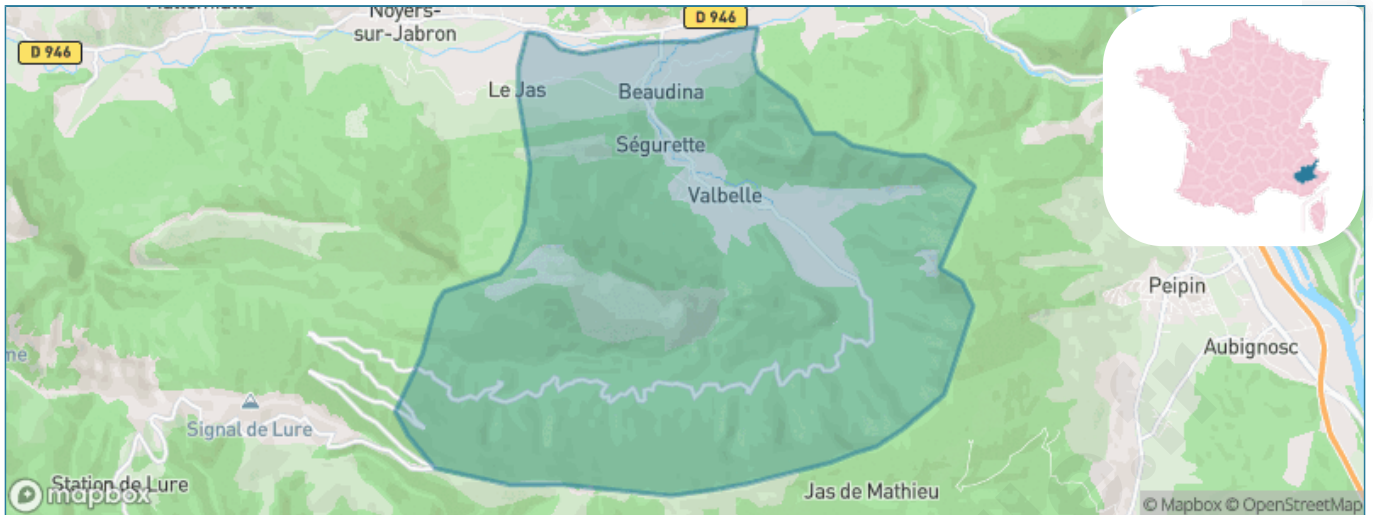 Noyers-
sur-Jabron
D 946
D 946
Le Jas
Beaudina
Ségurette
Valbelle
Peipin
Aubignosc
Signal de Lure
Station de Lure
Jas de Mathieu
mapbox
© Mapbox © OpenStreetMap